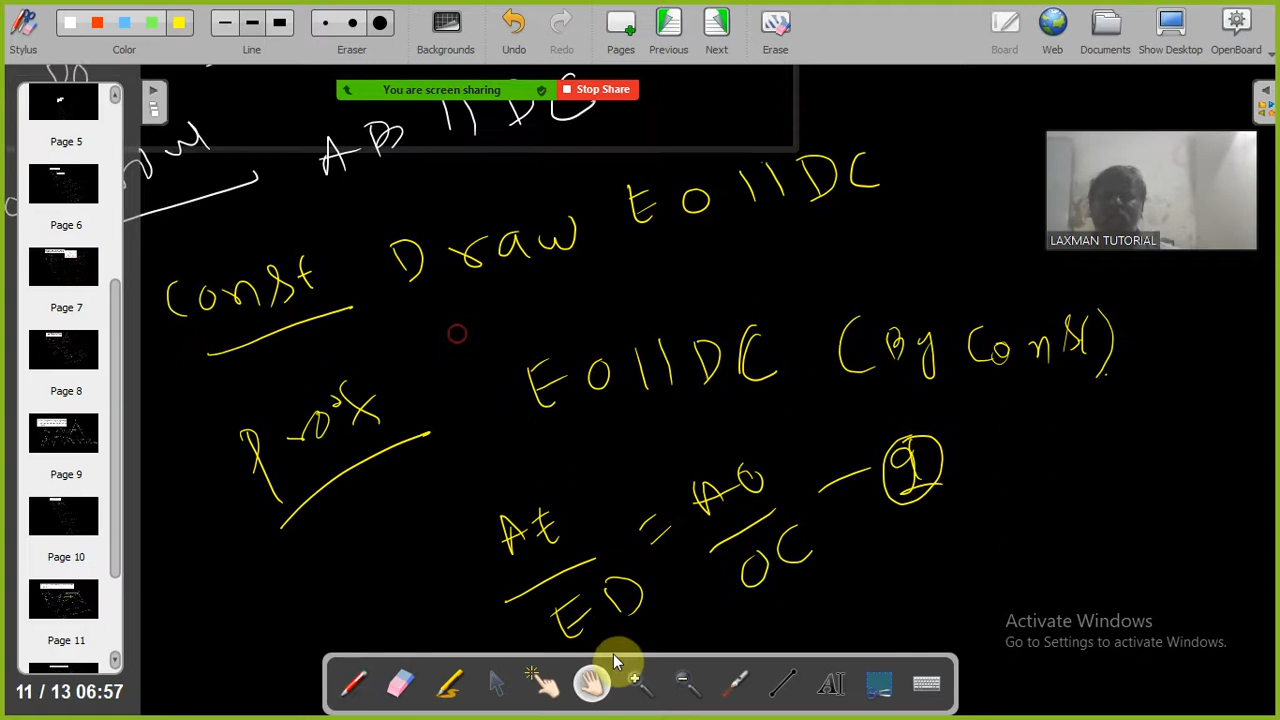 Stylus
Color
Line
Eraser
Backgrounds
Undo
Redo
Pages
Previous
Next
Erase
Board
Web
Documents
Show Desktop
OpenBoard
You are screen sharing
Stop Share
Page 5
Page 6
Page 7
Page 8
Page 9
Page 10
Page 11
11 / 13 06:57
LAXMAN TUTORIAL
AB || DC
Const Draw EO || DC
EO || DC (By Const)
Proof
AE/ED = AO/OC — 1
Activate Windows
Go to Settings to activate Windows.